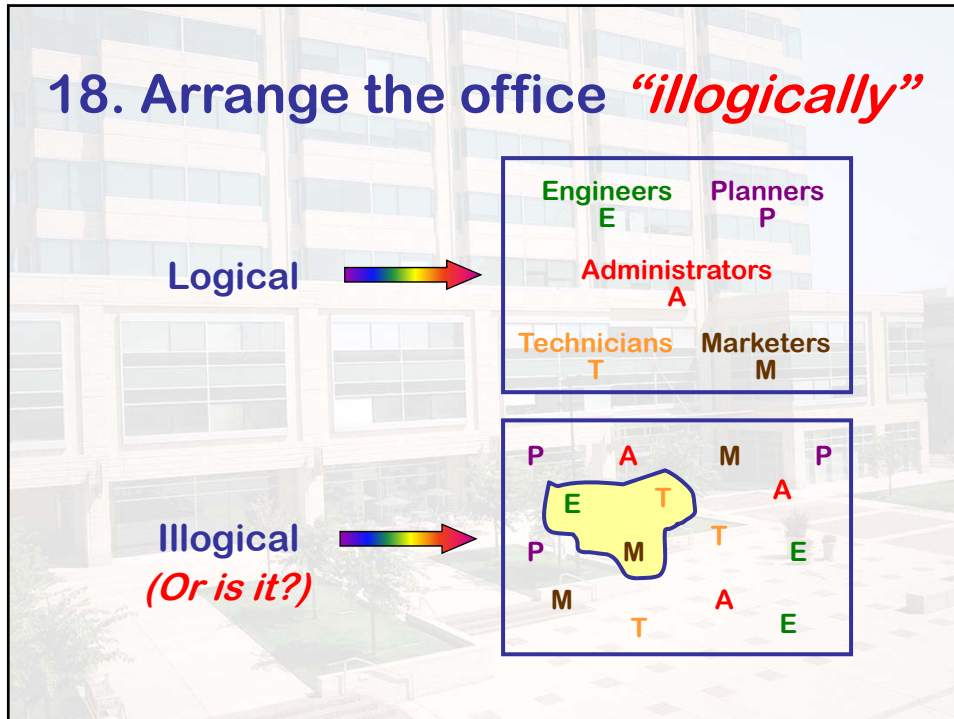 18. Arrange the office “illogically”
Logical
Engineers Planners
E P
Administrators
A
Technicians Marketers
T M
Illogical
(Or is it?)
P A M P
E T A
P M T E
M T A E